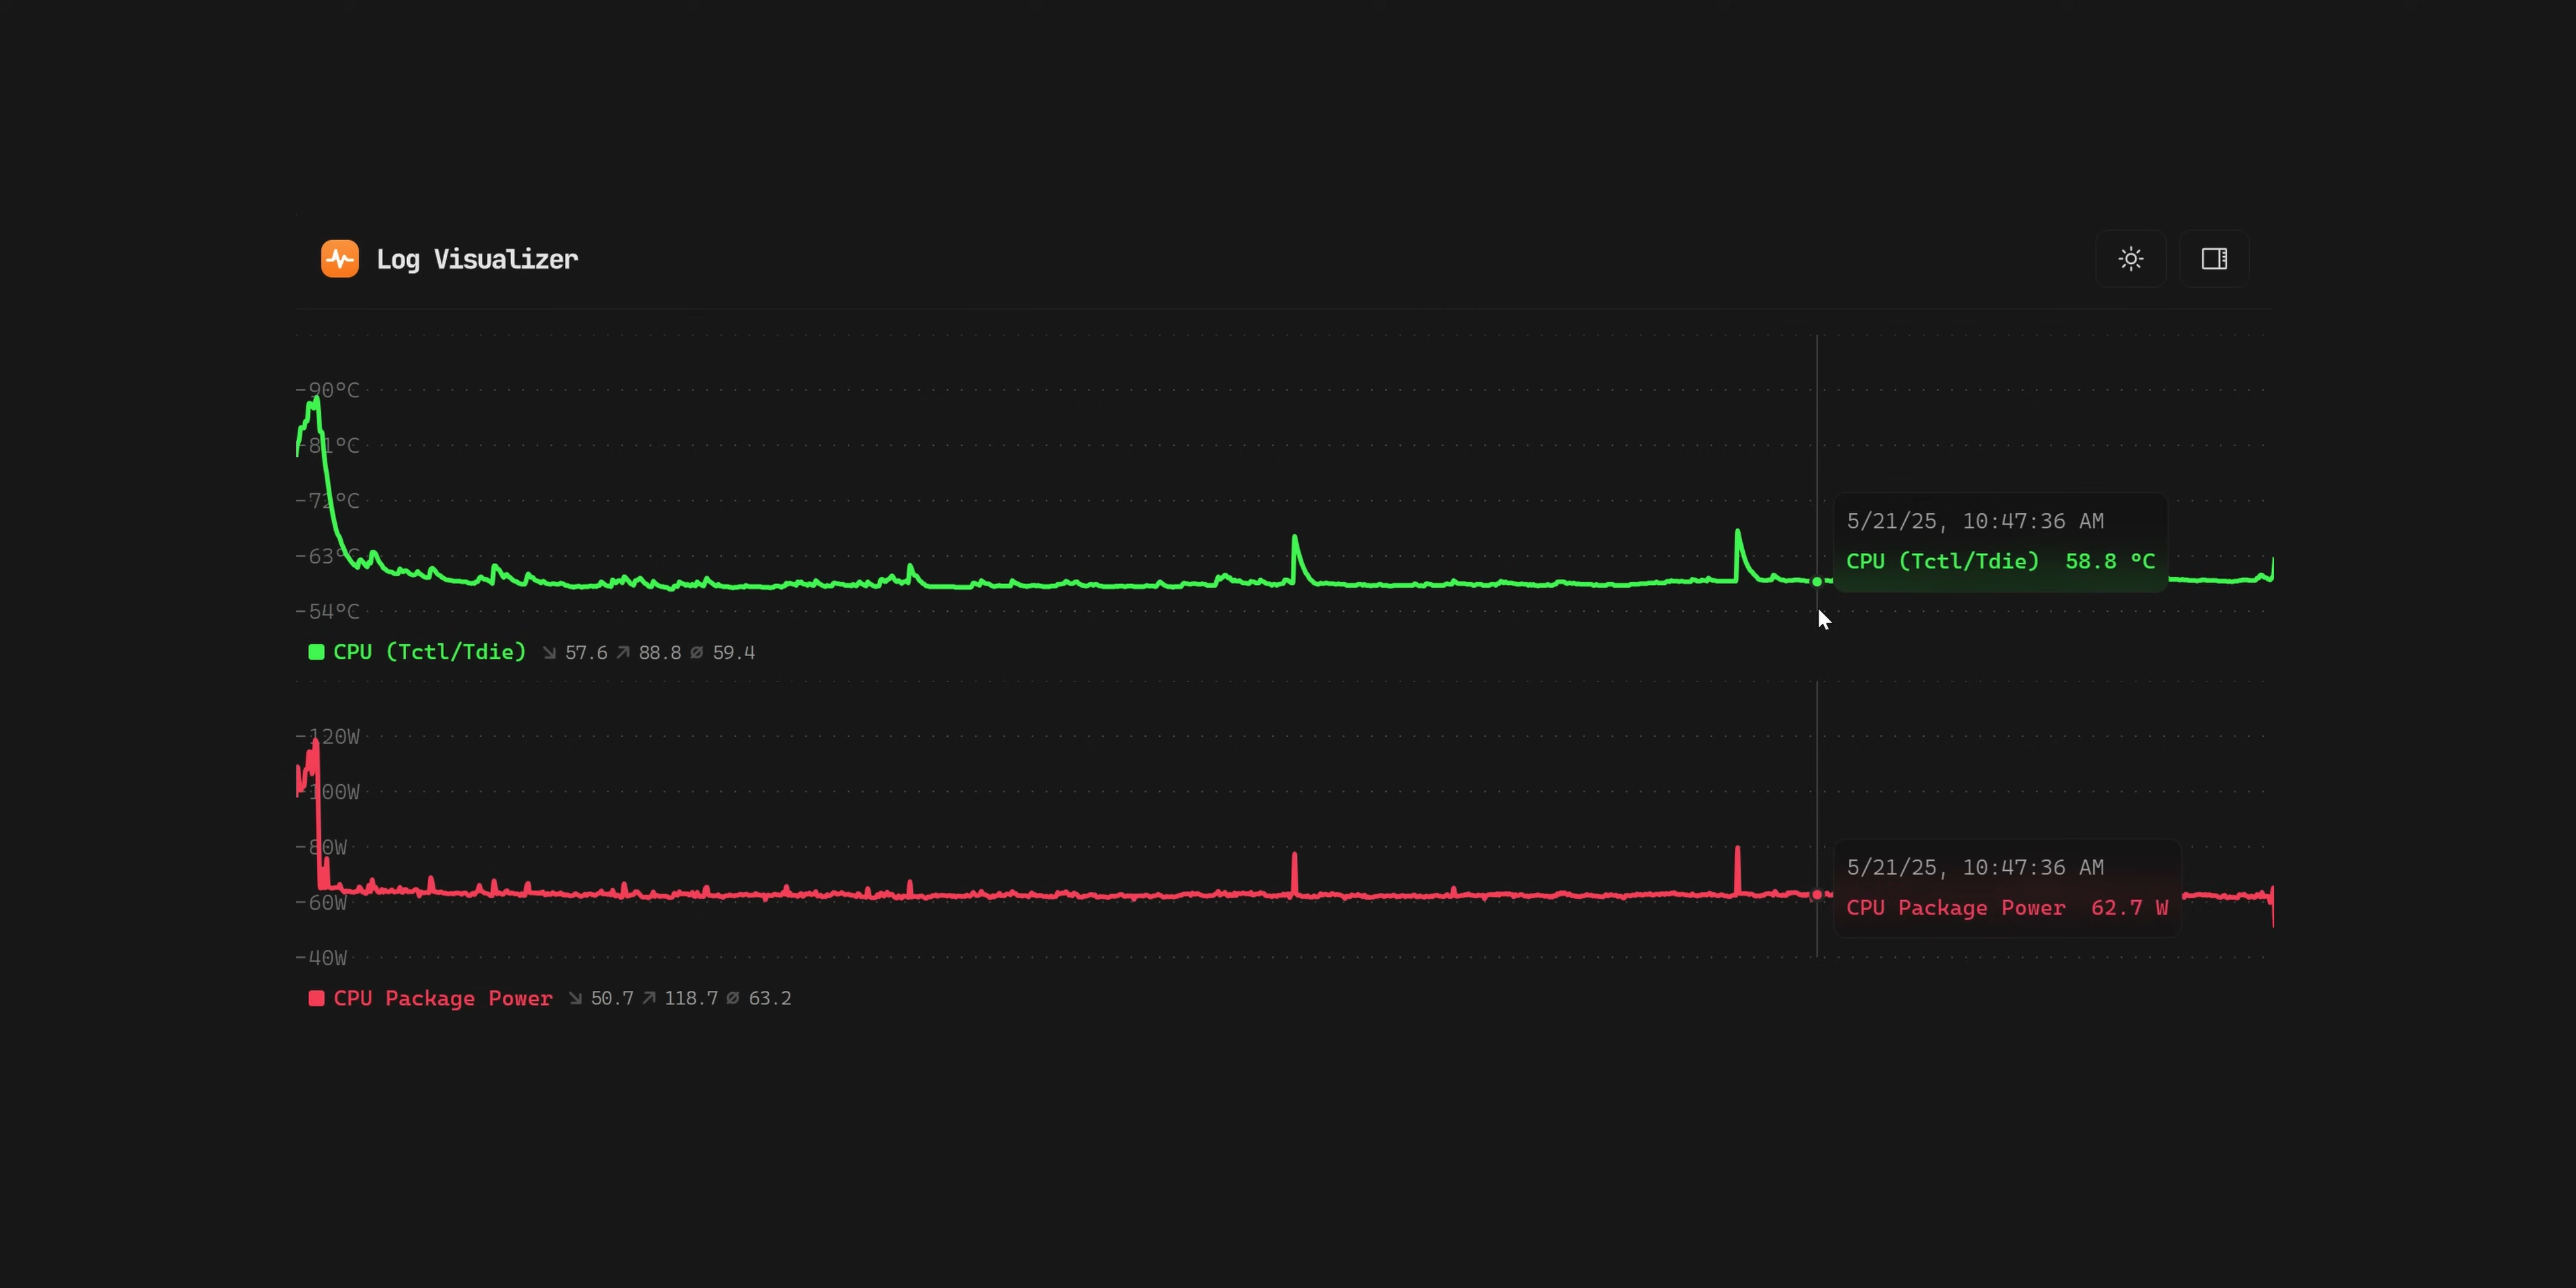 Log Visualizer
90°C
81°C
72°C
63°C
54°C
5/21/25, 10:47:36 AM
CPU (Tctl/Tdie) 58.8 °C
CPU (Tctl/Tdie) ↘ 57.6 ↗ 88.8 ⌀ 59.4
120W
100W
80W
60W
40W
5/21/25, 10:47:36 AM
CPU Package Power 62.7 W
CPU Package Power ↘ 50.7 ↗ 118.7 ⌀ 63.2